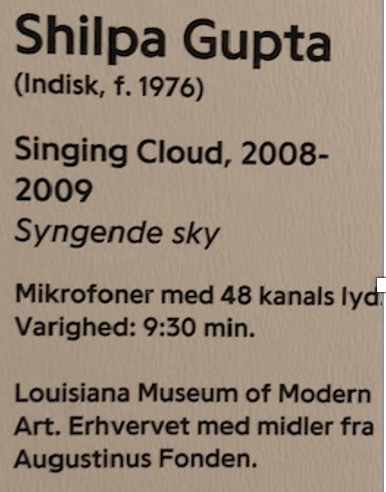 Shilpa Gupta
(Indisk, f. 1976)
Singing Cloud, 2008-
2009
Syngende sky
Mikrofoner med 48 kanals lyd.
Varighed: 9:30 min.
Louisiana Museum of Modern
Art. Erhvervet med midler fra
Augustinus Fonden.